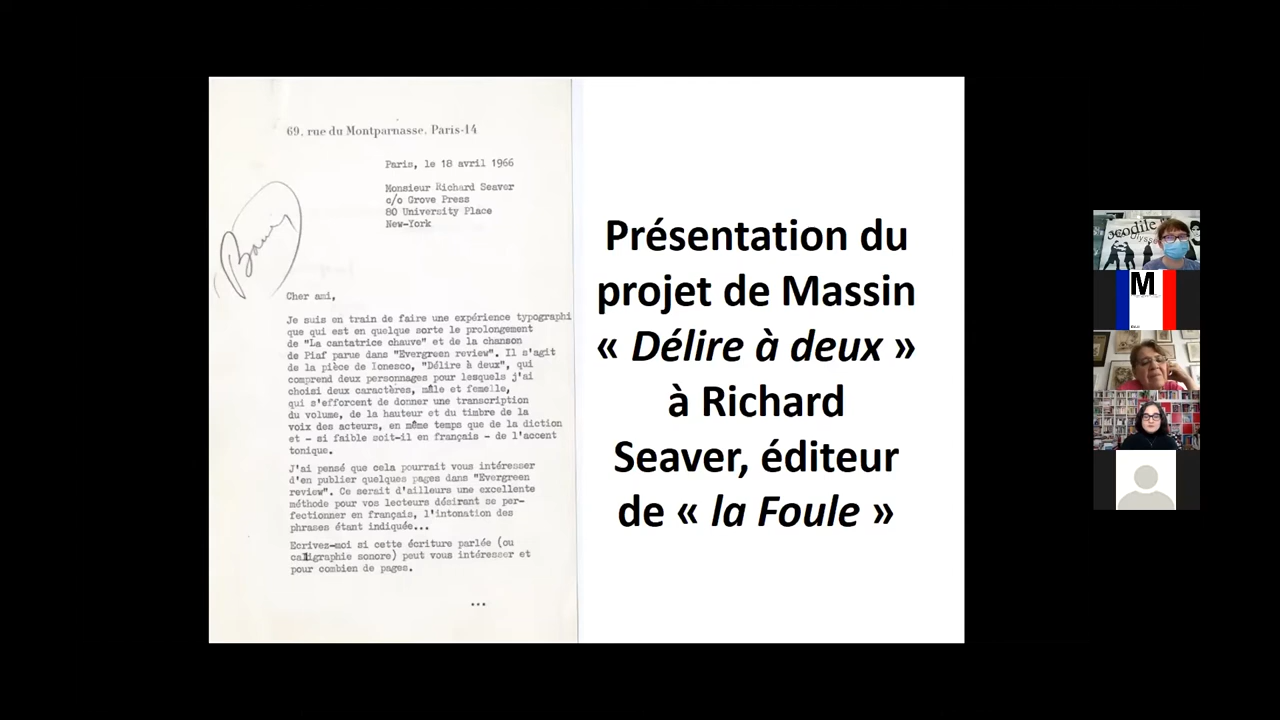 69, rue du Montparnasse, Paris-14
Paris, le 18 avril 1966
Monsieur Richard Seaver
c/o Grove Press
80 University Place
New-York
Cher ami,
Je suis en train de faire une expérience typographi
que qui est en quelque sorte le prolongement
de "La cantatrice chauve" et de la chanson
de Piaf parue dans "Evergreen review". Il s'agit
de la pièce de Ionesco, "Délire à deux", qui
comprend deux personnages pour lesquels j'ai
choisi deux caractères, mâle et femelle,
qui s'efforcent de donner une transcription
du volume, de la hauteur et du timbre de la
voix des acteurs, en même temps que de la diction
et - si faible soit-il en français - de l'accent
tonique.
J'ai pensé que cela pourrait vous intéresser
d'en publier quelques pages dans "Evergreen
review". Ce serait d'ailleurs une excellente
méthode pour vos lecteurs désirant se per-
fectionner en français, l'intonation des
phrases étant indiquée...
Ecrivez-moi si cette écriture parlée (ou
calligraphie sonore) peut vous intéresser et
pour combien de pages.
...
Présentation du
projet de Massin
« Délire à deux »
à Richard
Seaver, éditeur
de « la Foule »
M